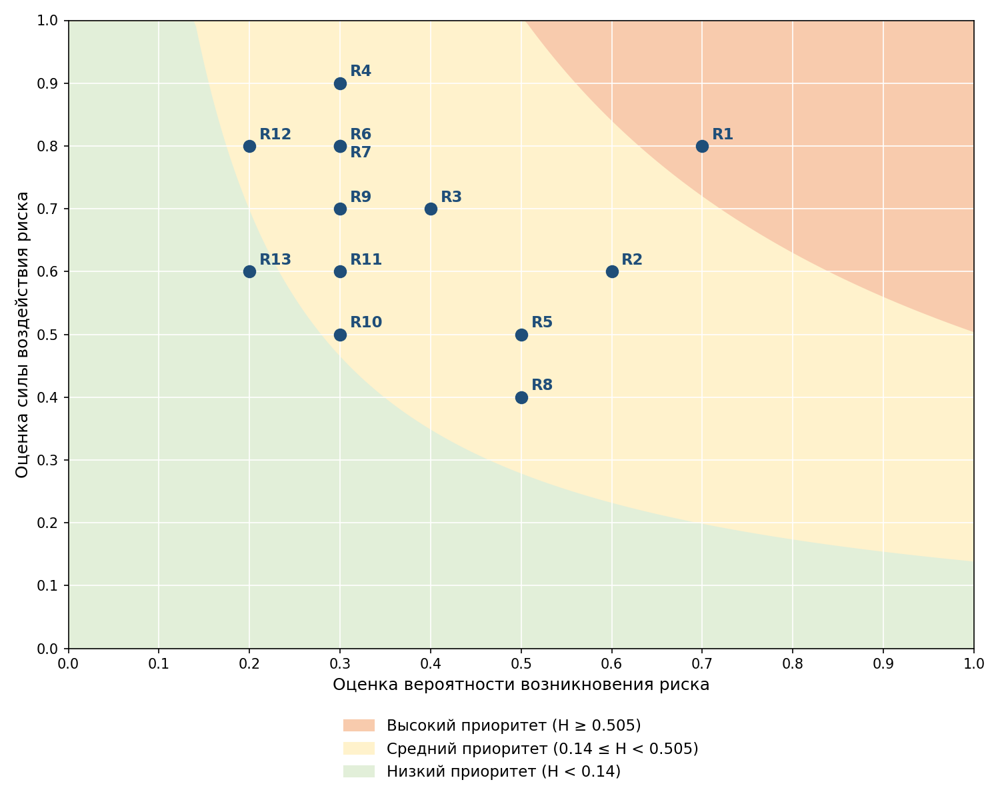 1.0
0.9
0.8
0.7
0.6
0.5
0.4
0.3
0.2
0.1
0.0
Оценка силы воздействия риска
R4
R12
R6
R7
R1
R9
R3
R13
R11
R2
R10
R5
R8
0.0 0.1 0.2 0.3 0.4 0.5 0.6 0.7 0.8 0.9 1.0
Оценка вероятности возникновения риска
Высокий приоритет (H ≥ 0.505)
Средний приоритет (0.14 ≤ H < 0.505)
Низкий приоритет (H < 0.14)